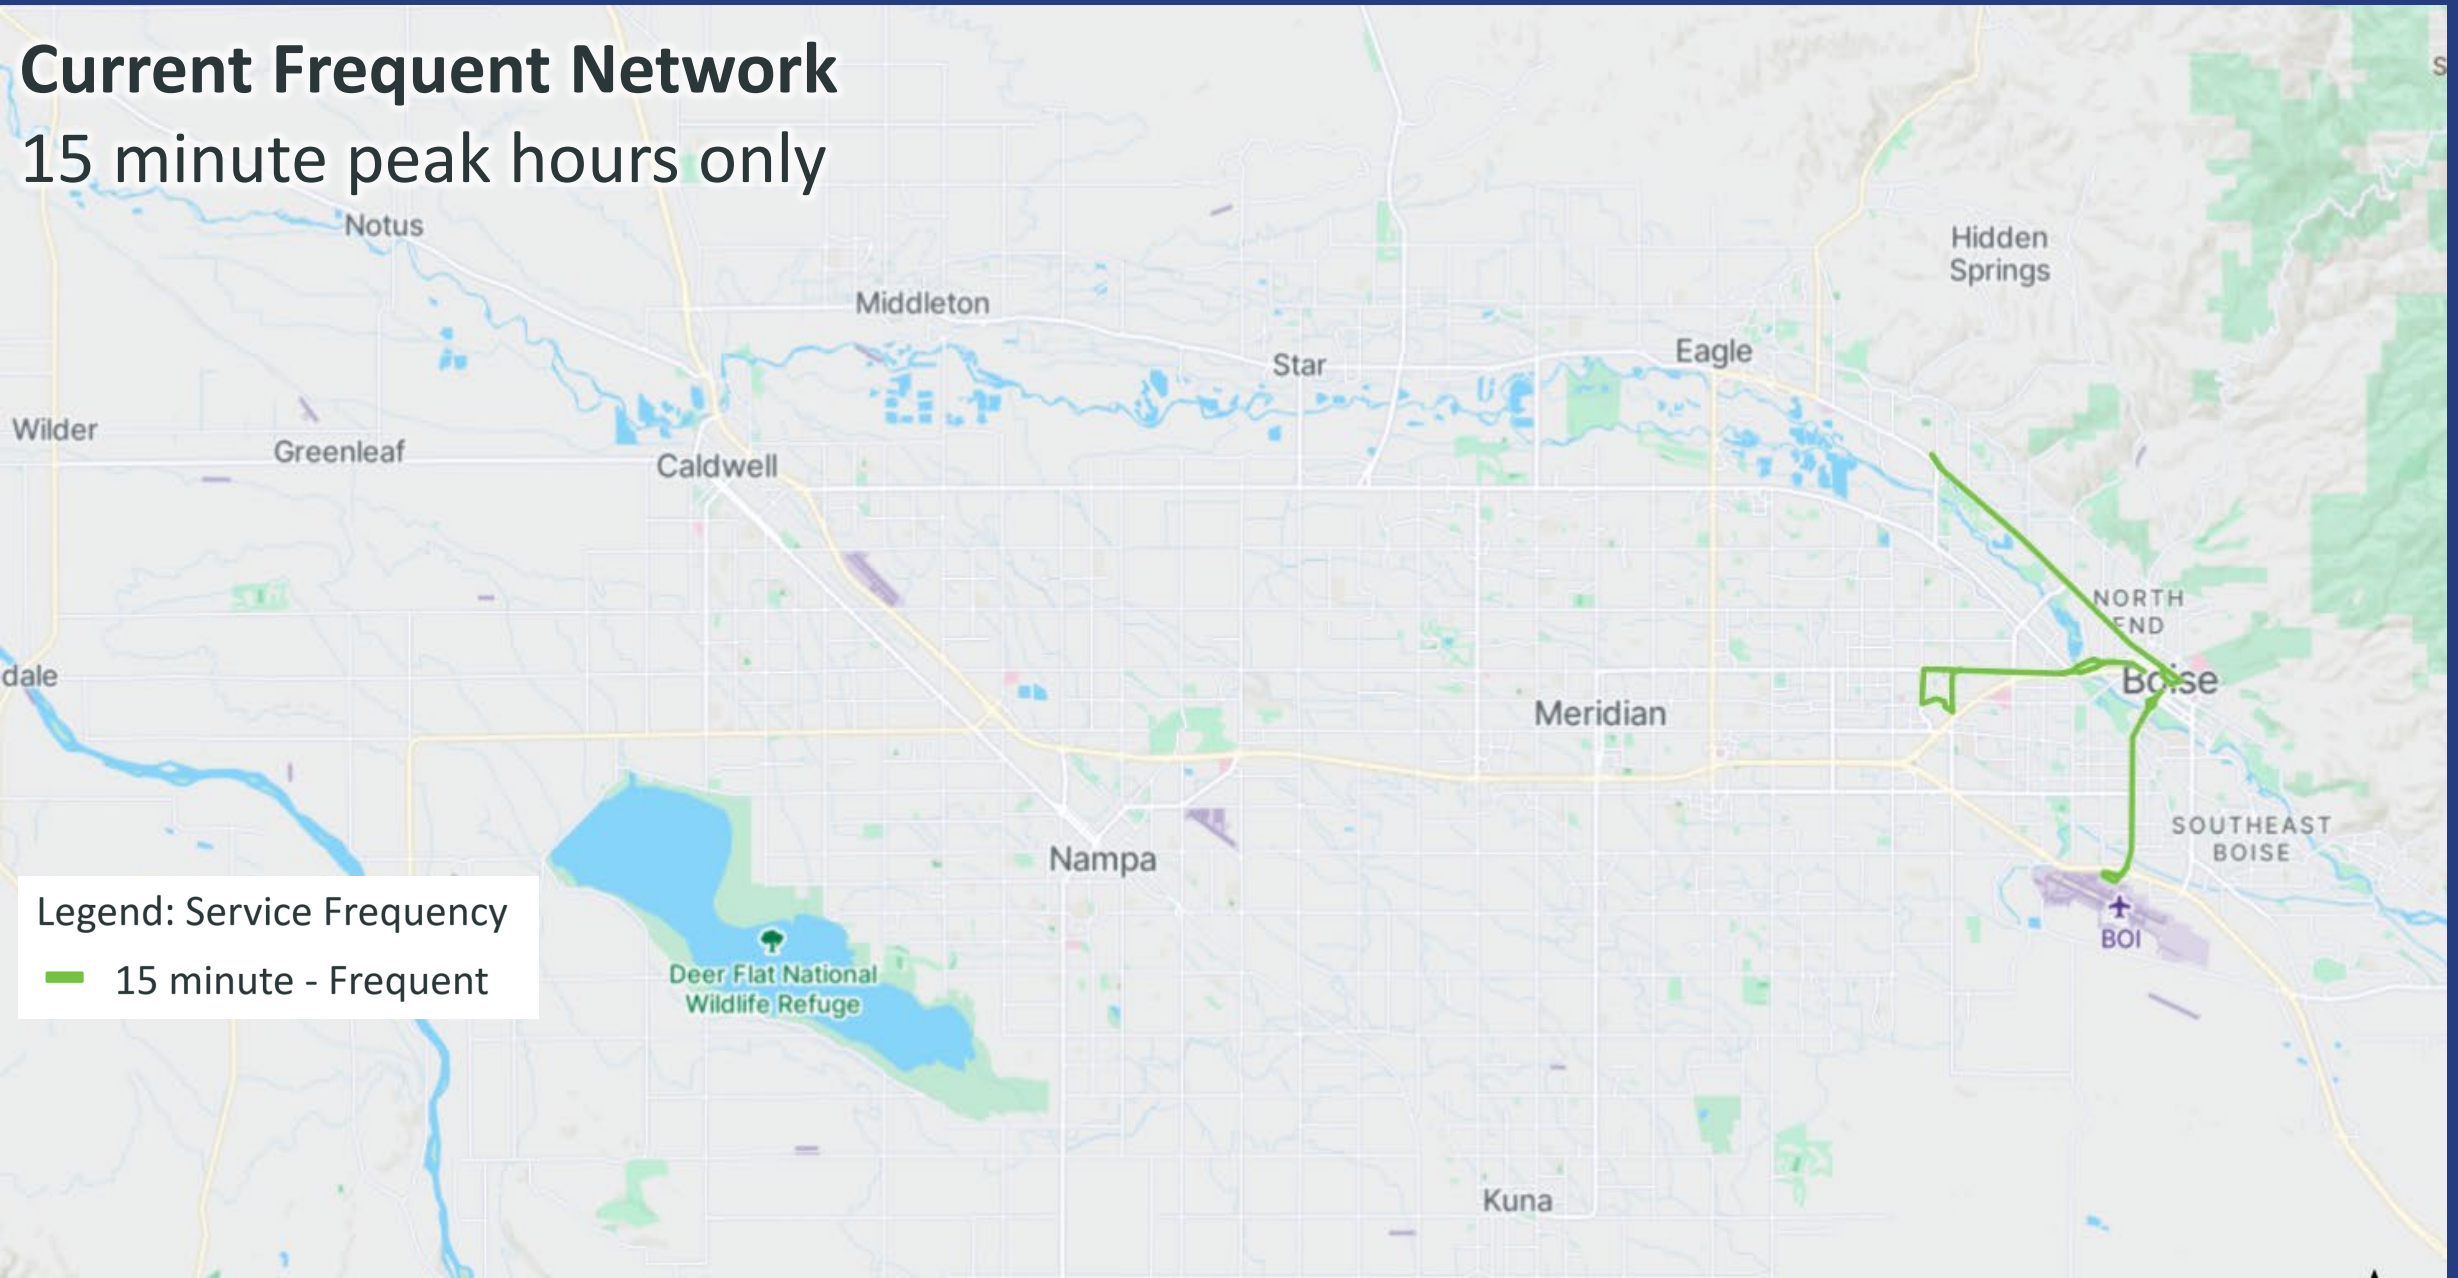 Current Frequent Network
15 minute peak hours only
S
Notus
Hidden
Springs
Middleton
Star
Eagle
Wilder
Greenleaf
Caldwell
NORTH
END
dale
Boise
Meridian
SOUTHEAST
BOISE
Nampa
Legend: Service Frequency
15 minute - Frequent
BOI
Deer Flat National
Wildlife Refuge
Kuna